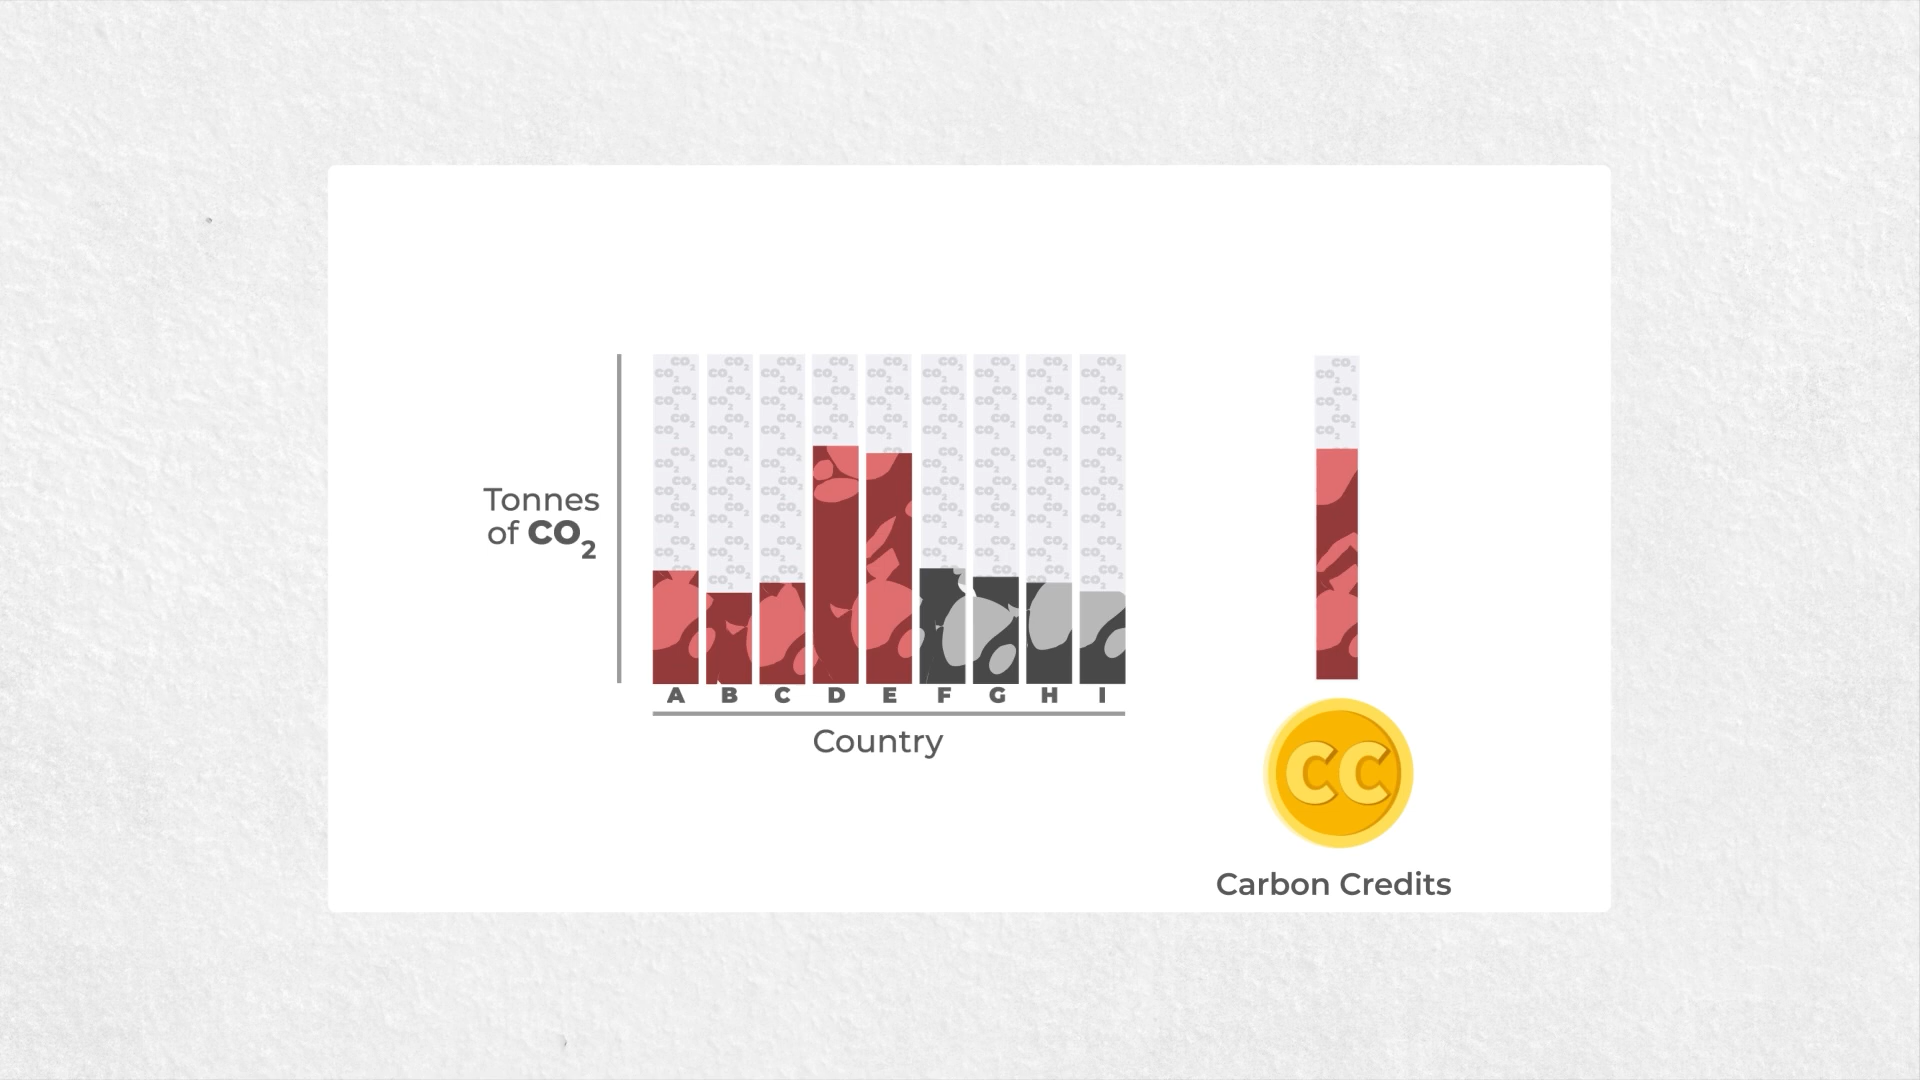 Tonnes
of CO2
A B C D E F G H I
Country
CC
Carbon Credits